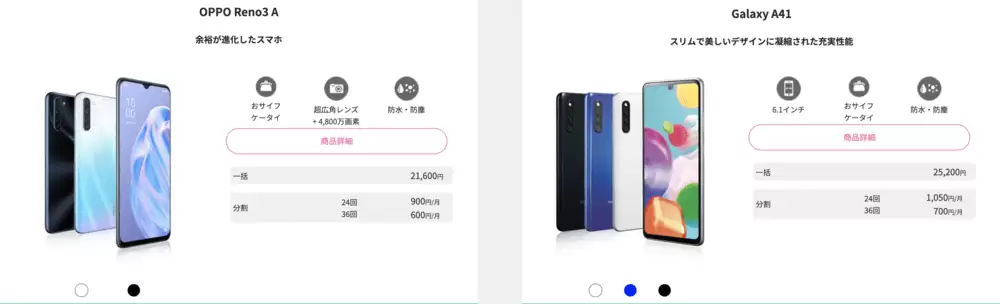 OPPO Reno3 A
余裕が進化したスマホ
おサイフ
ケータイ
超広角レンズ
+ 4,800万画素
防水・防塵
商品詳細
一括 21,600円
分割
24回 900円/月
36回 600円/月
Galaxy A41
スリムで美しいデザインに凝縮された充実性能
6.1インチ
おサイフ
ケータイ
防水・防塵
商品詳細
一括 25,200円
分割
24回 1,050円/月
36回 700円/月